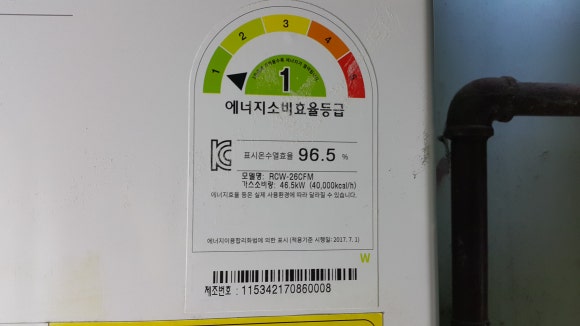 1 2 3 4
1
에너지소비효율등급
표시온수열효율 96.5 %
모델명: RCW-26CFM
가스소비량: 46.5kW (40,000kcal/h)
에너지효율 등은 실제 사용환경에 따라 달라질 수 있습니다.
에너지이용합리화법에 의한 표시 (적용기준 시행일: 2017. 7. 1)
W
제조번호 : 115342170860008